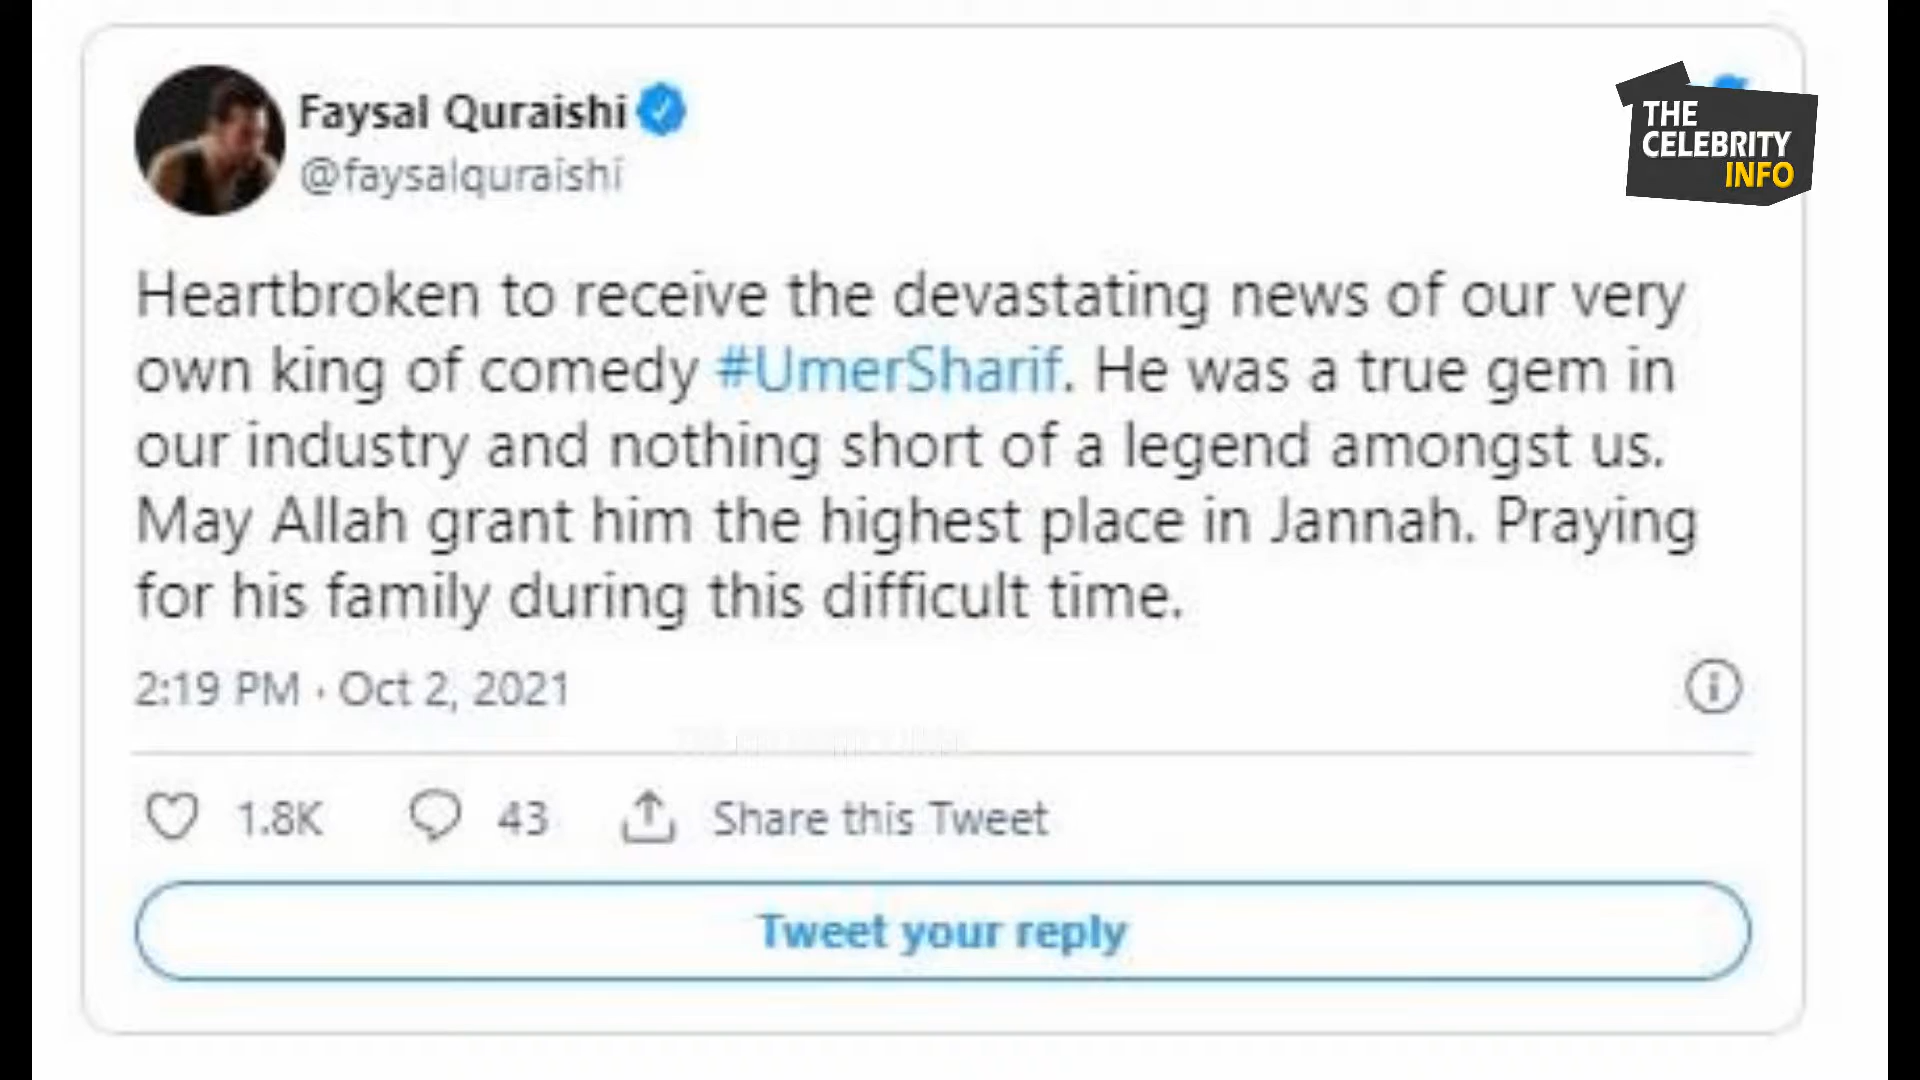 Faysal Quraishi
@faysalquraishi
THE
CELEBRITY
INFO
Heartbroken to receive the devastating news of our very
own king of comedy #UmerSharif. He was a true gem in
our industry and nothing short of a legend amongst us.
May Allah grant him the highest place in Jannah. Praying
for his family during this difficult time.
2:19 PM · Oct 2, 2021
1.8K 43 Share this Tweet
Tweet your reply